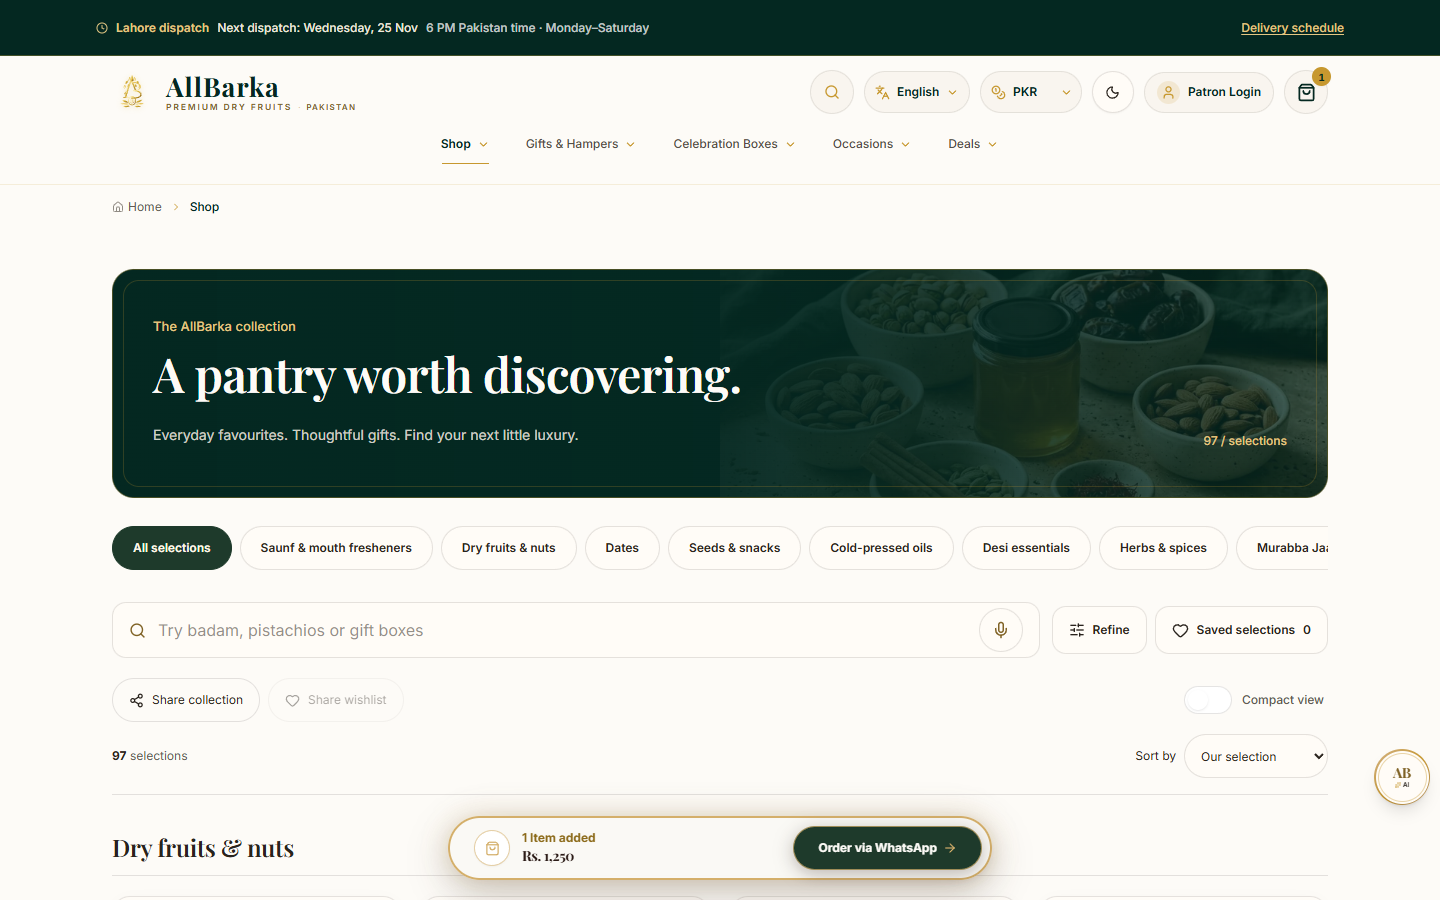 Lahore dispatch Next dispatch: Wednesday, 25 Nov 6 PM Pakistan time · Monday–Saturday
Delivery schedule
AllBarka
PREMIUM DRY FRUITS · PAKISTAN
English
PKR
Patron Login
1
Shop
Gifts & Hampers
Celebration Boxes
Occasions
Deals
Home
Shop
The AllBarka collection
A pantry worth discovering.
Everyday favourites. Thoughtful gifts. Find your next little luxury.
97 / selections
All selections
Saunf & mouth fresheners
Dry fruits & nuts
Dates
Seeds & snacks
Cold-pressed oils
Desi essentials
Herbs & spices
Murabba Jaa
Try badam, pistachios or gift boxes
Refine
Saved selections 0
Share collection
Share wishlist
Compact view
97 selections
Sort by
Our selection
AB
AI
Dry fruits & nuts
1 Item added
Rs. 1,250
Order via WhatsApp